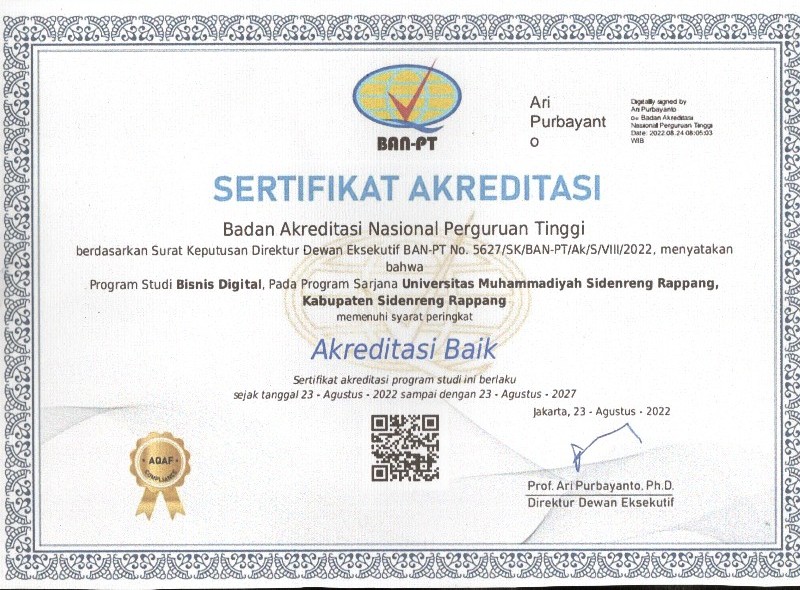 BAN-PT
Ari
Purbayant
o
Digitally signed by
Ari Purbayanto
o= Badan Akreditasi
Nasional Perguruan Tinggi
Date: 2022.08.24 08:05:03
WIB
SERTIFIKAT AKREDITASI
Badan Akreditasi Nasional Perguruan Tinggi
berdasarkan Surat Keputusan Direktur Dewan Eksekutif BAN-PT No. 5627/SK/BAN-PT/Ak/S/VIII/2022, menyatakan
bahwa
Program Studi Bisnis Digital, Pada Program Sarjana Universitas Muhammadiyah Sidenreng Rappang,
Kabupaten Sidenreng Rappang
memenuhi syarat peringkat
Akreditasi Baik
Sertifikat akreditasi program studi ini berlaku
sejak tanggal 23 - Agustus - 2022 sampai dengan 23 - Agustus - 2027
Jakarta, 23 - Agustus - 2022
AQAF
COMPLIANCE
Prof. Ari Purbayanto, Ph.D.
Direktur Dewan Eksekutif